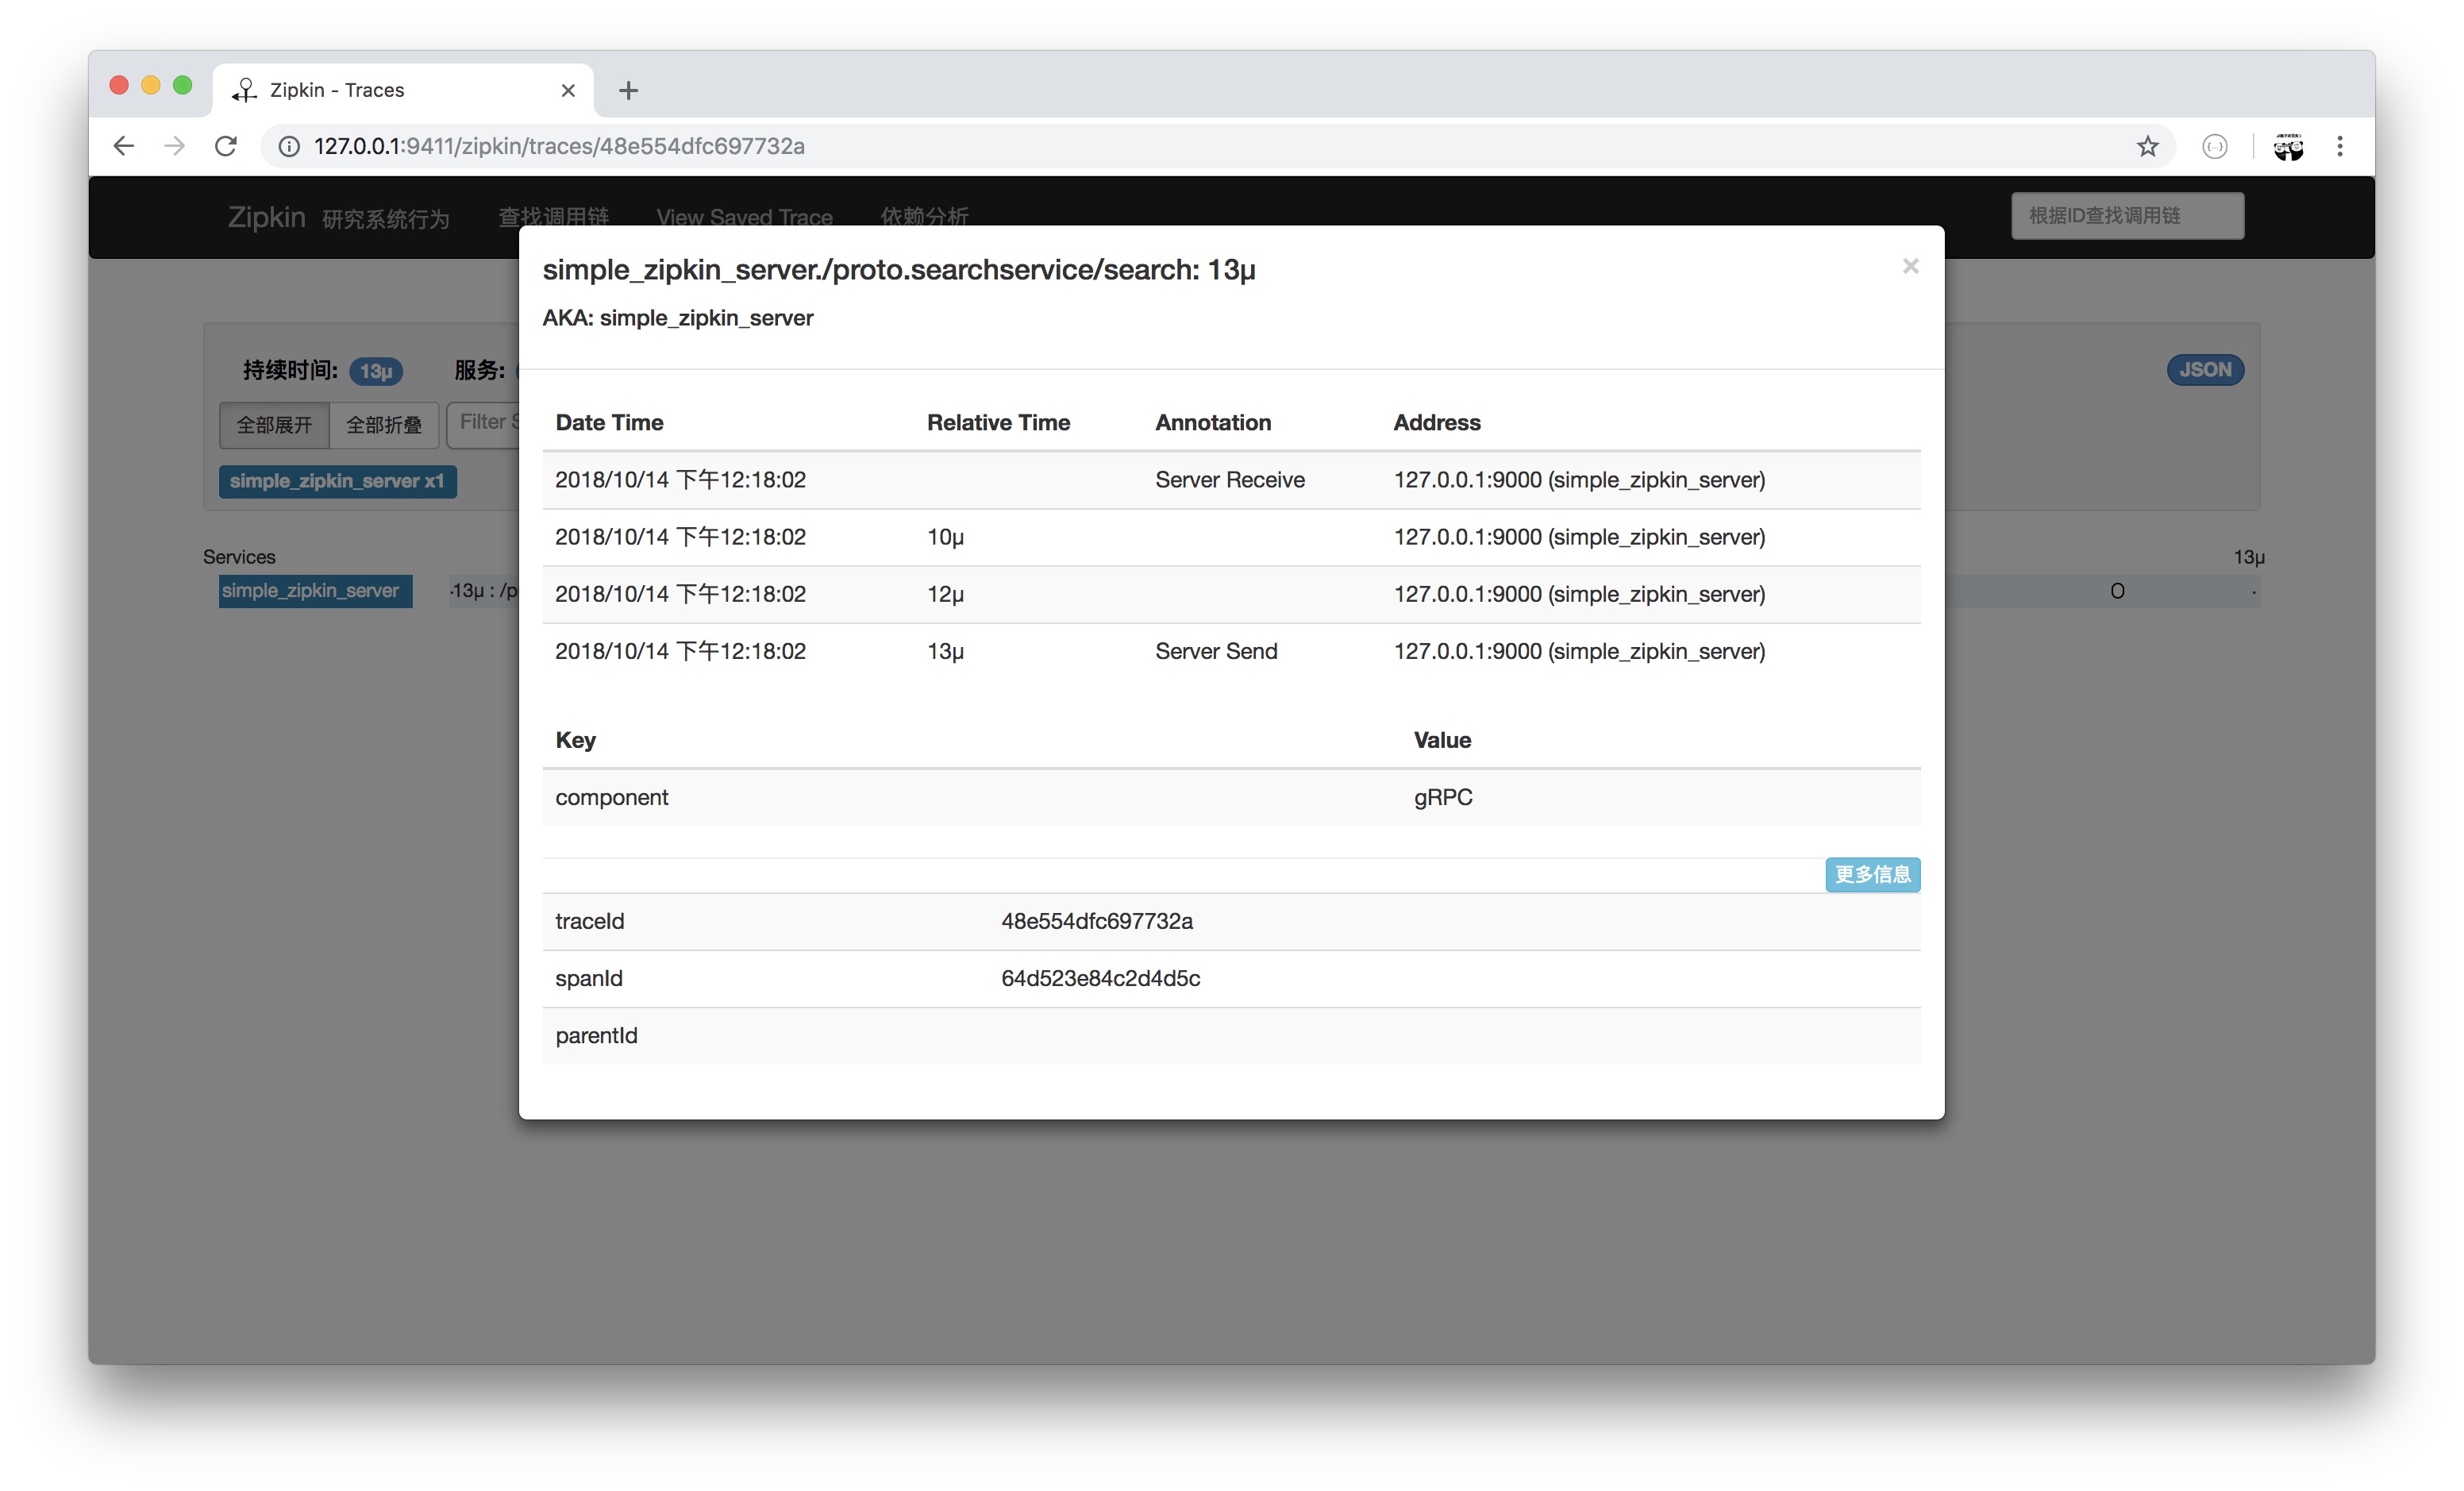 Zipkin - Traces
127.0.0.1:9411/zipkin/traces/48e554dfc697732a
Zipkin 研究系统行为 查找调用链 View Saved Trace 依赖分析 根据ID查找调用链
simple_zipkin_server./proto.searchservice/search: 13μ
AKA: simple_zipkin_server
持续时间: 13μ 服务: JSON
全部展开 全部折叠 Filter S
simple_zipkin_server x1
Services 13μ
simple_zipkin_server .13μ : /p O .
Date Time Relative Time Annotation Address
2018/10/14 下午12:18:02 Server Receive 127.0.0.1:9000 (simple_zipkin_server)
2018/10/14 下午12:18:02 10μ 127.0.0.1:9000 (simple_zipkin_server)
2018/10/14 下午12:18:02 12μ 127.0.0.1:9000 (simple_zipkin_server)
2018/10/14 下午12:18:02 13μ Server Send 127.0.0.1:9000 (simple_zipkin_server)
Key Value
component gRPC
更多信息
traceId 48e554dfc697732a
spanId 64d523e84c2d4d5c
parentId